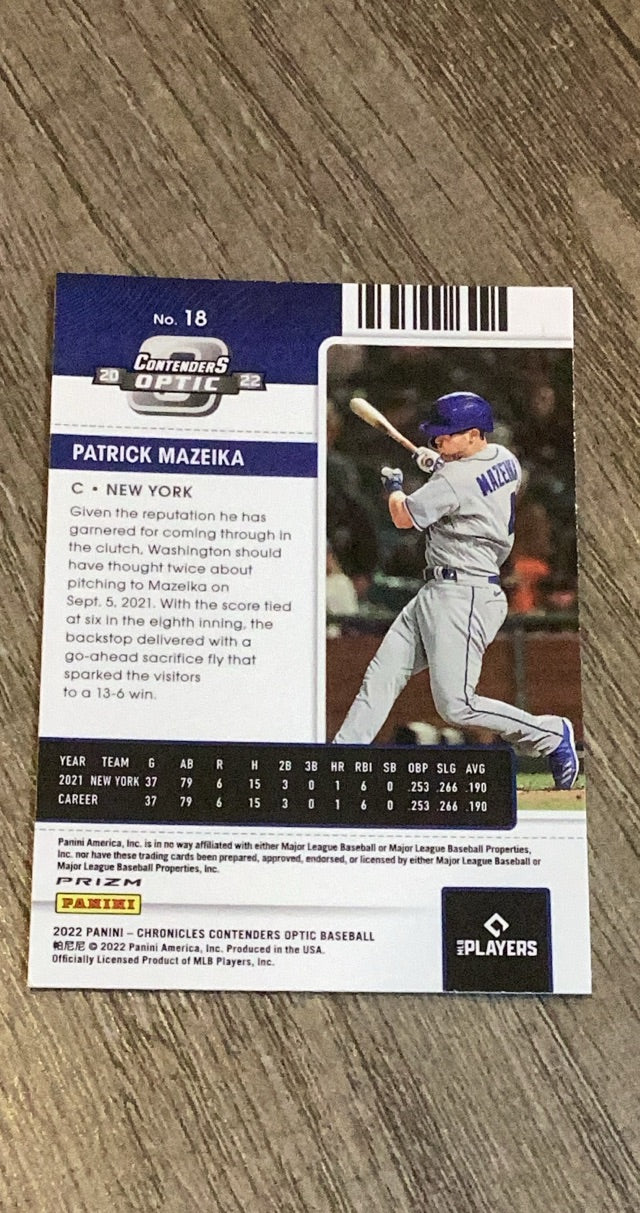 No. 18
CONTENDERS
20 OPTIC 22
PATRICK MAZEIKA
C • NEW YORK
Given the reputation he has
garnered for coming through in
the clutch, Washington should
have thought twice about
pitching to Mazeika on
Sept. 5, 2021. With the score tied
at six in the eighth inning, the
backstop delivered with a
go-ahead sacrifice fly that
sparked the visitors
to a 13-6 win.
MAZEIKA
YEAR TEAM G AB R H 2B 3B HR RBI SB OBP SLG AVG
2021 NEW YORK 37 79 6 15 3 0 1 6 0 .253 .266 .190
CAREER 37 79 6 15 3 0 1 6 0 .253 .266 .190
Panini America, Inc. is in no way affiliated with either Major League Baseball or Major League Baseball Properties,
Inc. nor have these trading cards been prepared, approved, endorsed, or licensed by either Major League Baseball or
Major League Baseball Properties, Inc.
PRIZM
PANINI
2022 PANINI – CHRONICLES CONTENDERS OPTIC BASEBALL
帕尼尼 © 2022 Panini America, Inc. Produced in the USA.
Officially Licensed Product of MLB Players, Inc.
MLB PLAYERS